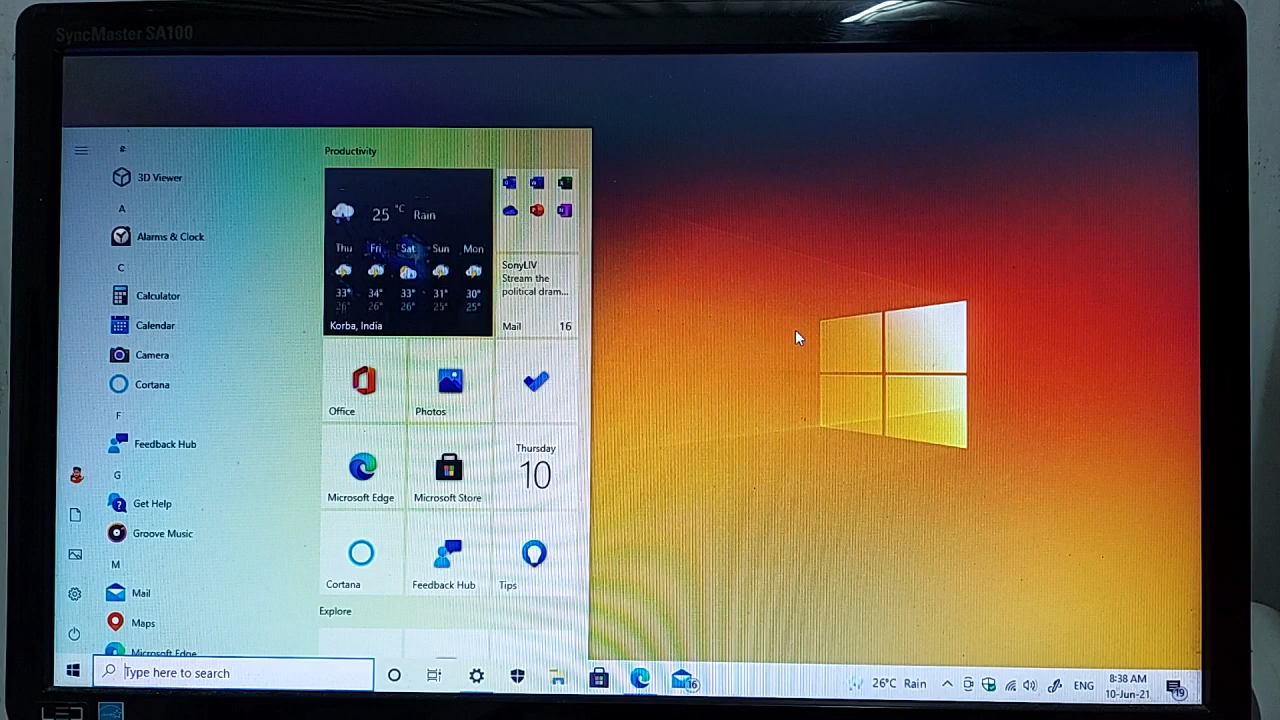 SyncMaster SA100
#
3D Viewer
A
Alarms & Clock
C
Calculator
Calendar
Camera
Cortana
F
Feedback Hub
G
Get Help
Groove Music
M
Mail
Maps
Microsoft Edge
Productivity
25 °C Rain
Thu Fri Sat Sun Mon
33° 34° 33° 31° 30°
26° 26° 26° 25° 25°
Korba, India
SonyLIV
Stream the
political dram...
Mail 16
Office
Photos
Microsoft Edge
Microsoft Store
Thursday
10
Cortana
Feedback Hub
Tips
Explore
Type here to search
16
26°C Rain
ENG
8:38 AM
10-Jun-21
19
LED